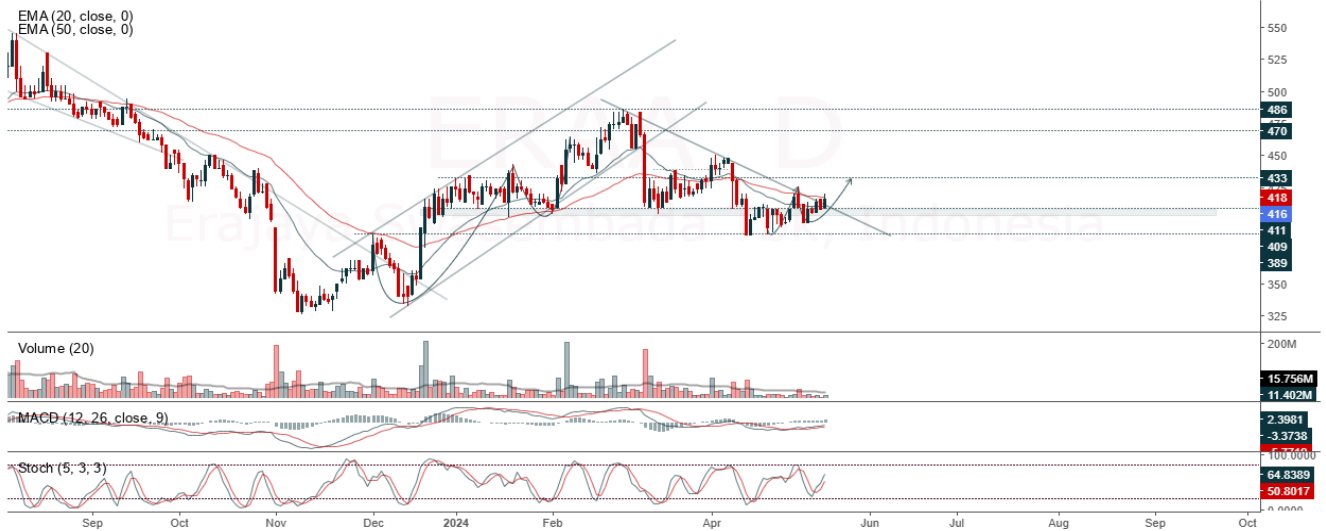 EMA (20, close, 0)
EMA (50, close, 0)
ERAA D
550
525
500
486
470
450
433
418
416
411
409
389
350
325
Volume (20)
200M
15.756M
11.402M
MACD (12, 26, close, 9)
2.3981
-3.3738
Stoch (5, 3, 3)
100.0000
64.8389
50.8017
0.0000
Sep Oct Nov Dec 2024 Feb Apr Jun Jul Aug Sep Oct